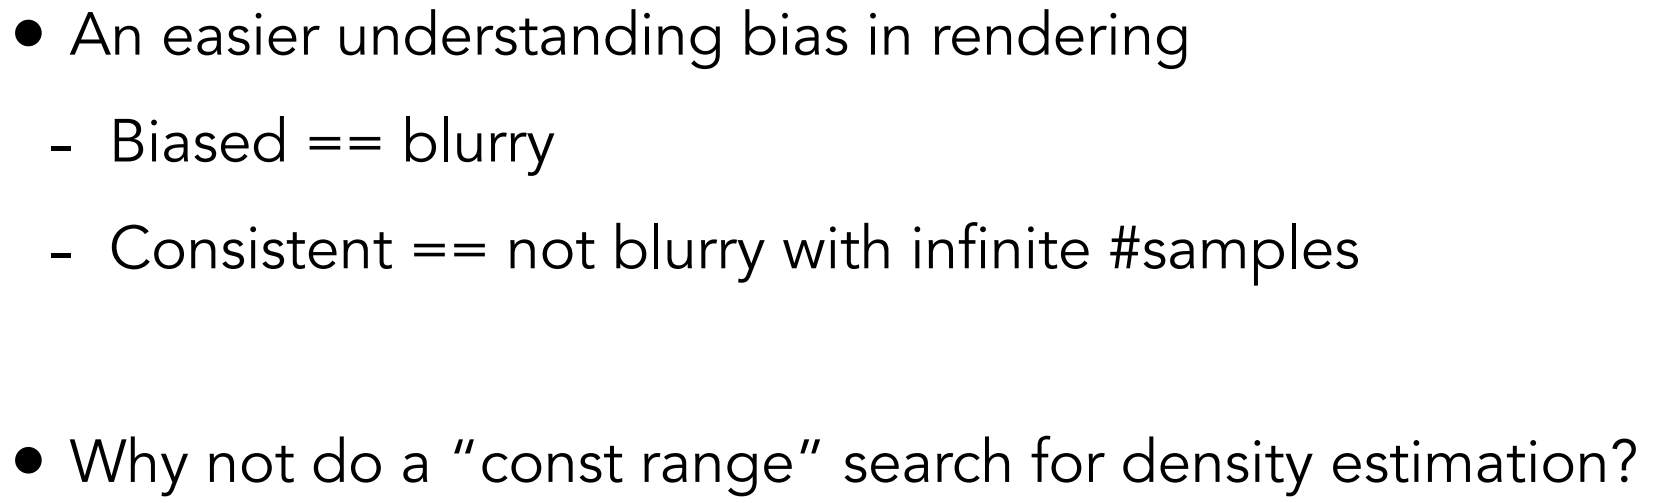 • An easier understanding bias in rendering
- Biased == blurry
- Consistent == not blurry with infinite #samples
• Why not do a “const range” search for density estimation?